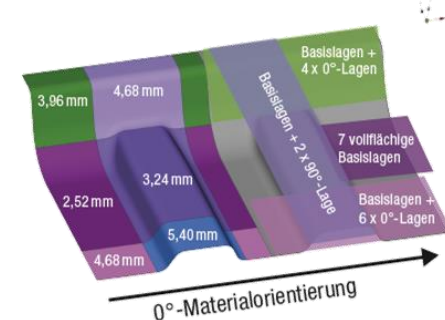 3,96 mm
4,68 mm
2,52 mm
3,24 mm
5,40 mm
4,68 mm
Basislagen +
4 x 0°-Lagen
Basislagen + 2 x 90°-Lage
7 vollflächige
Basislagen
Basislagen +
6 x 0°-Lagen
0°-Materialorientierung